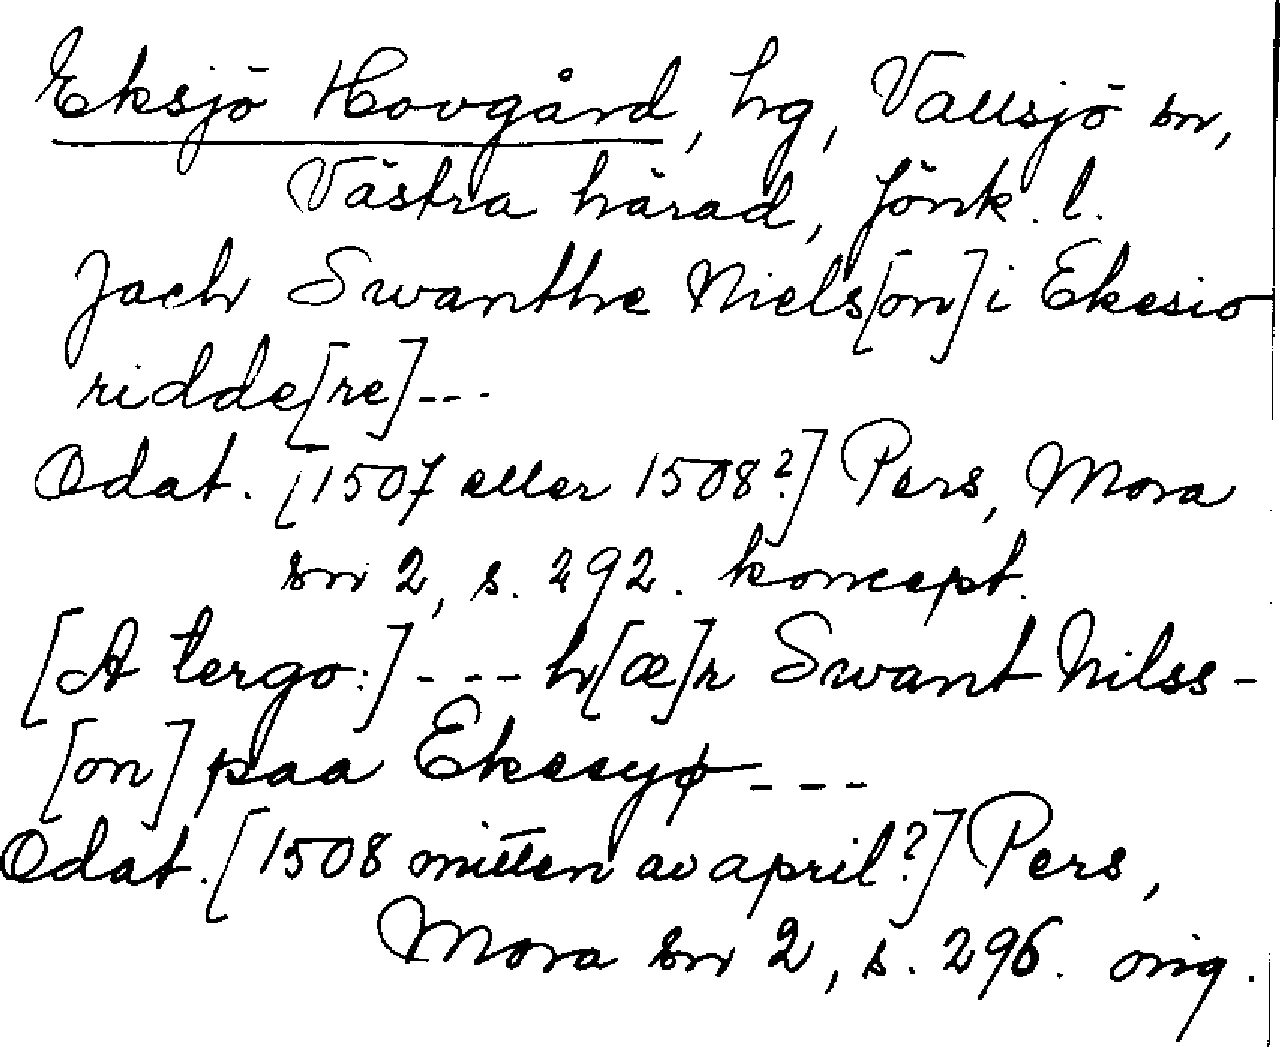 Eksjö Hovgård, hg, Vallsjö sn,
Västra härad, Jönk. l.
Jach Swanthe Niels[on] i Ekesio
ridde[re]---
Odat. [1507 eller 1508?] Pers, Mora
sn 2, s. 292. koncept.
[A tergo:]---h[æ]r Swant Nilss-
[on] paa Ekesyø---
Odat. [1508 mitten av april?] Pers,
Mora sn 2, s. 296. orig.